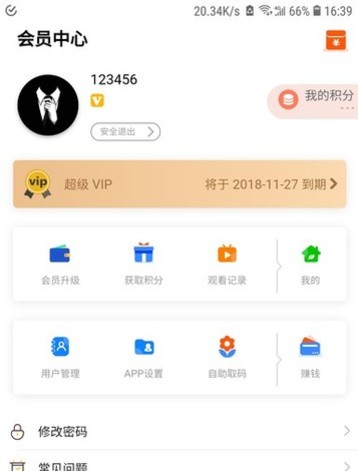 20.34K/s 66% 16:39
会员中心
123456
我的积分
安全退出
vip 超级 VIP 将于 2018-11-27 到期
会员升级 获取积分 观看记录 我的
用户管理 APP设置 自助取码 赚钱
修改密码
常见问题